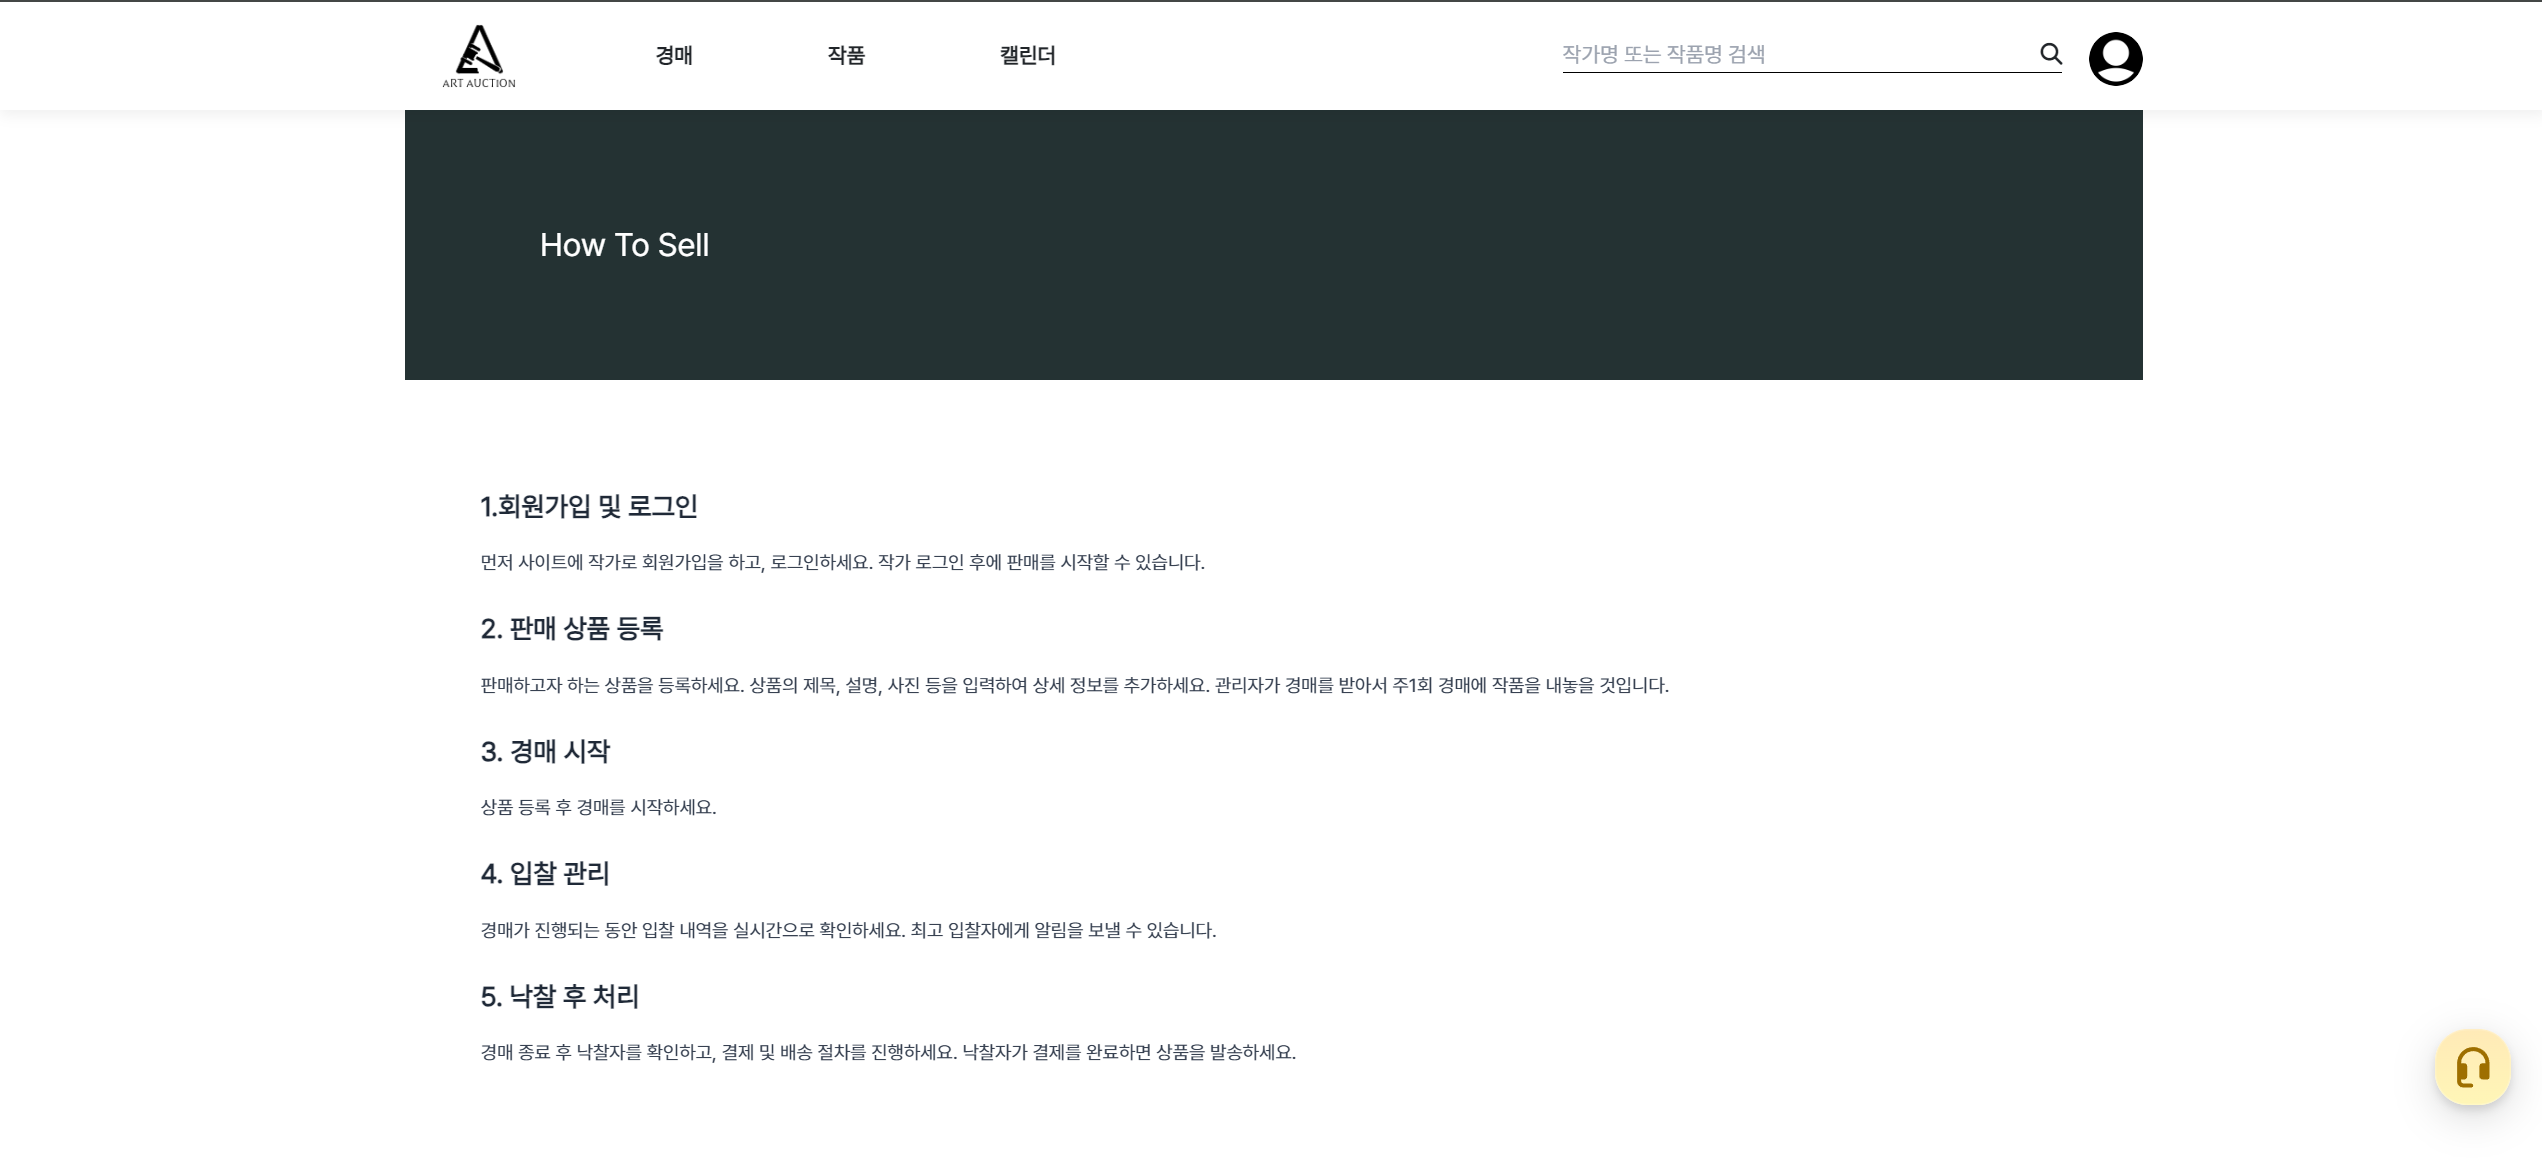 ART AUCTION
경매
작품
캘린더
작가명 또는 작품명 검색
How To Sell
1.회원가입 및 로그인
먼저 사이트에 작가로 회원가입을 하고, 로그인하세요. 작가 로그인 후에 판매를 시작할 수 있습니다.
2. 판매 상품 등록
판매하고자 하는 상품을 등록하세요. 상품의 제목, 설명, 사진 등을 입력하여 상세 정보를 추가하세요. 관리자가 경매를 받아서 주1회 경매에 작품을 내놓을 것입니다.
3. 경매 시작
상품 등록 후 경매를 시작하세요.
4. 입찰 관리
경매가 진행되는 동안 입찰 내역을 실시간으로 확인하세요. 최고 입찰자에게 알림을 보낼 수 있습니다.
5. 낙찰 후 처리
경매 종료 후 낙찰자를 확인하고, 결제 및 배송 절차를 진행하세요. 낙찰자가 결제를 완료하면 상품을 발송하세요.